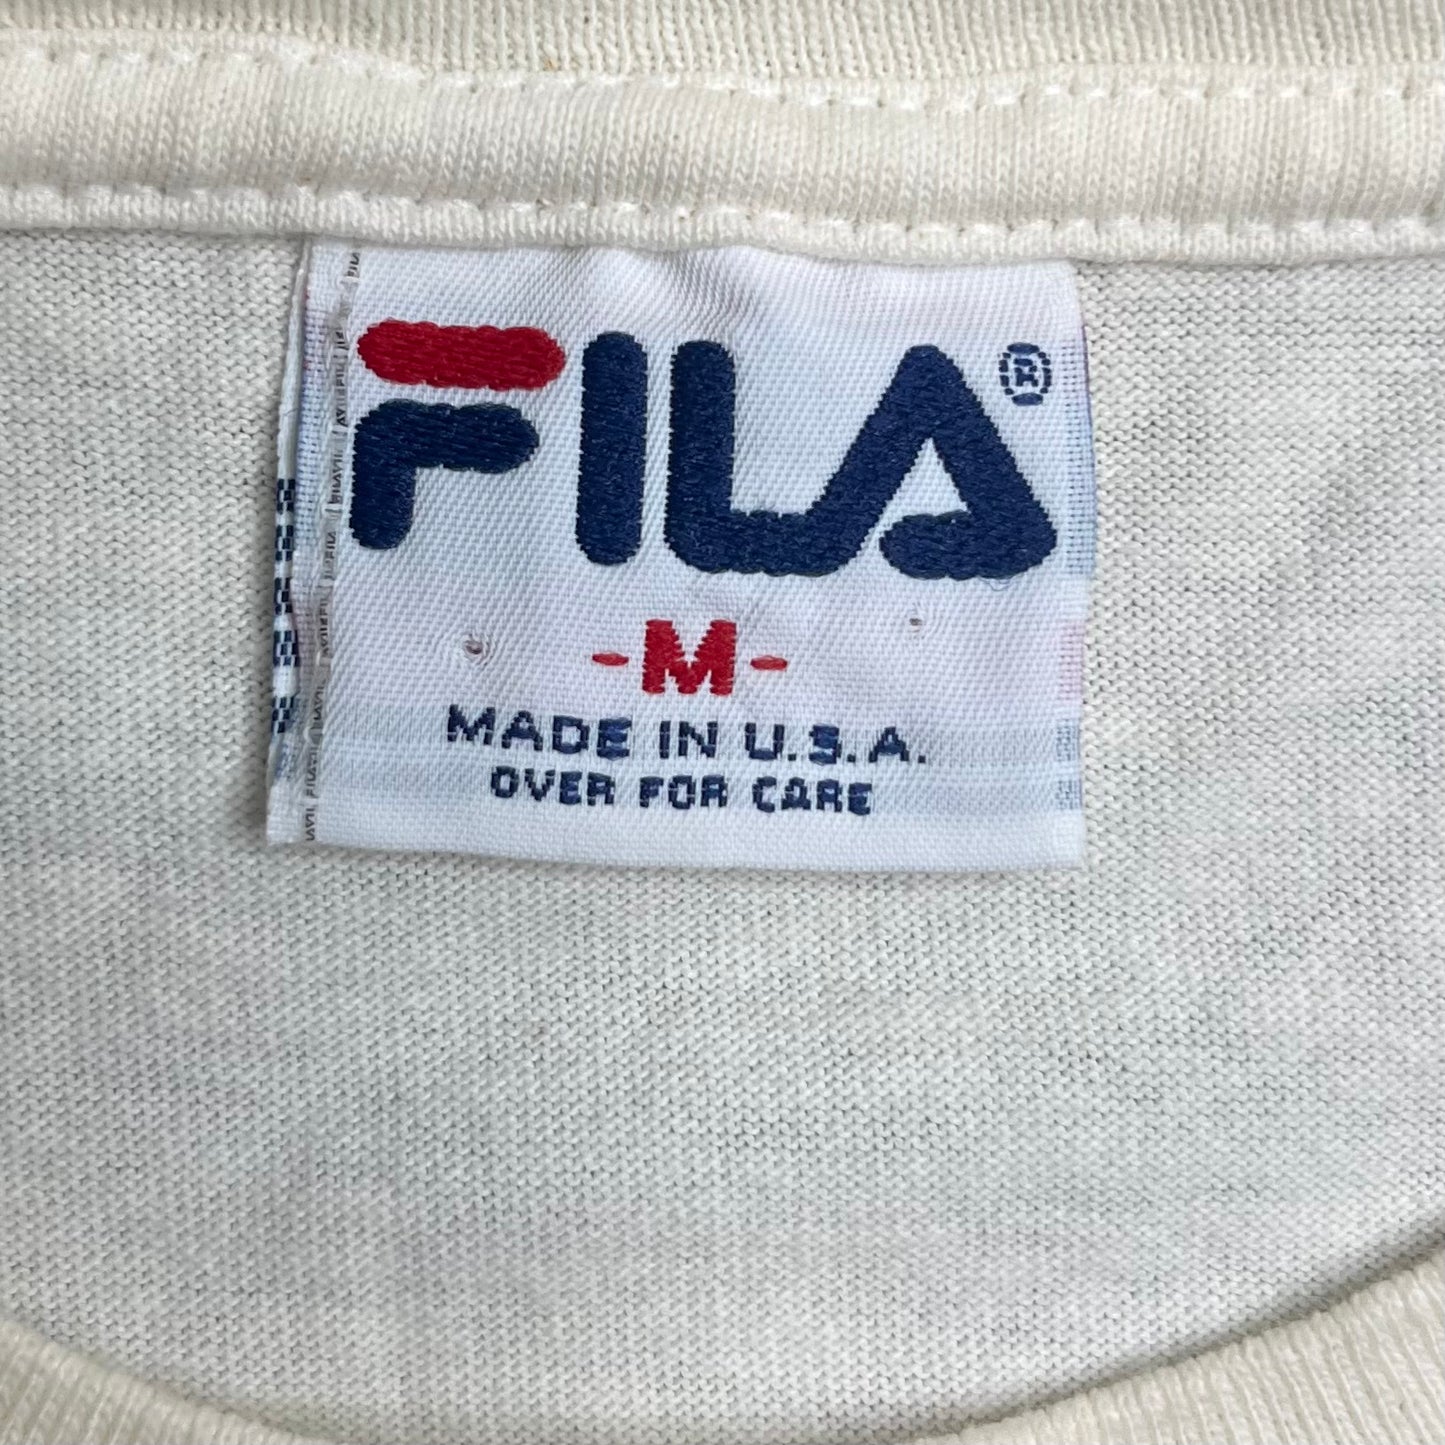 FILA®
-M-
MADE IN U.S.A.
OVER FOR CARE